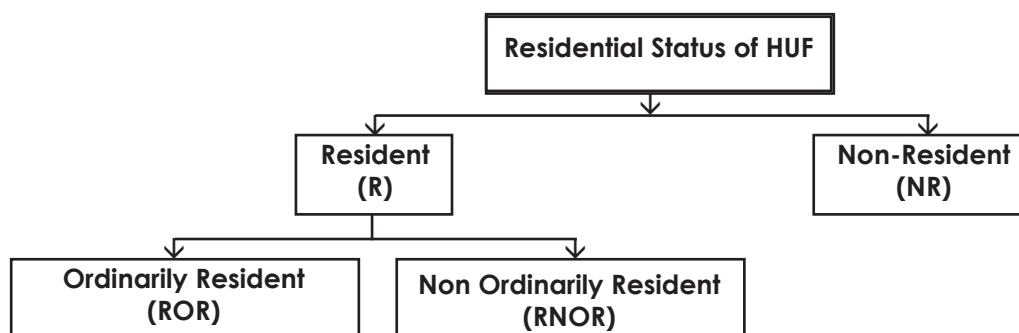 Residential Status of HUF
Resident
(R)
Non-Resident
(NR)
Ordinarily Resident
(ROR)
Non Ordinarily Resident
(RNOR)